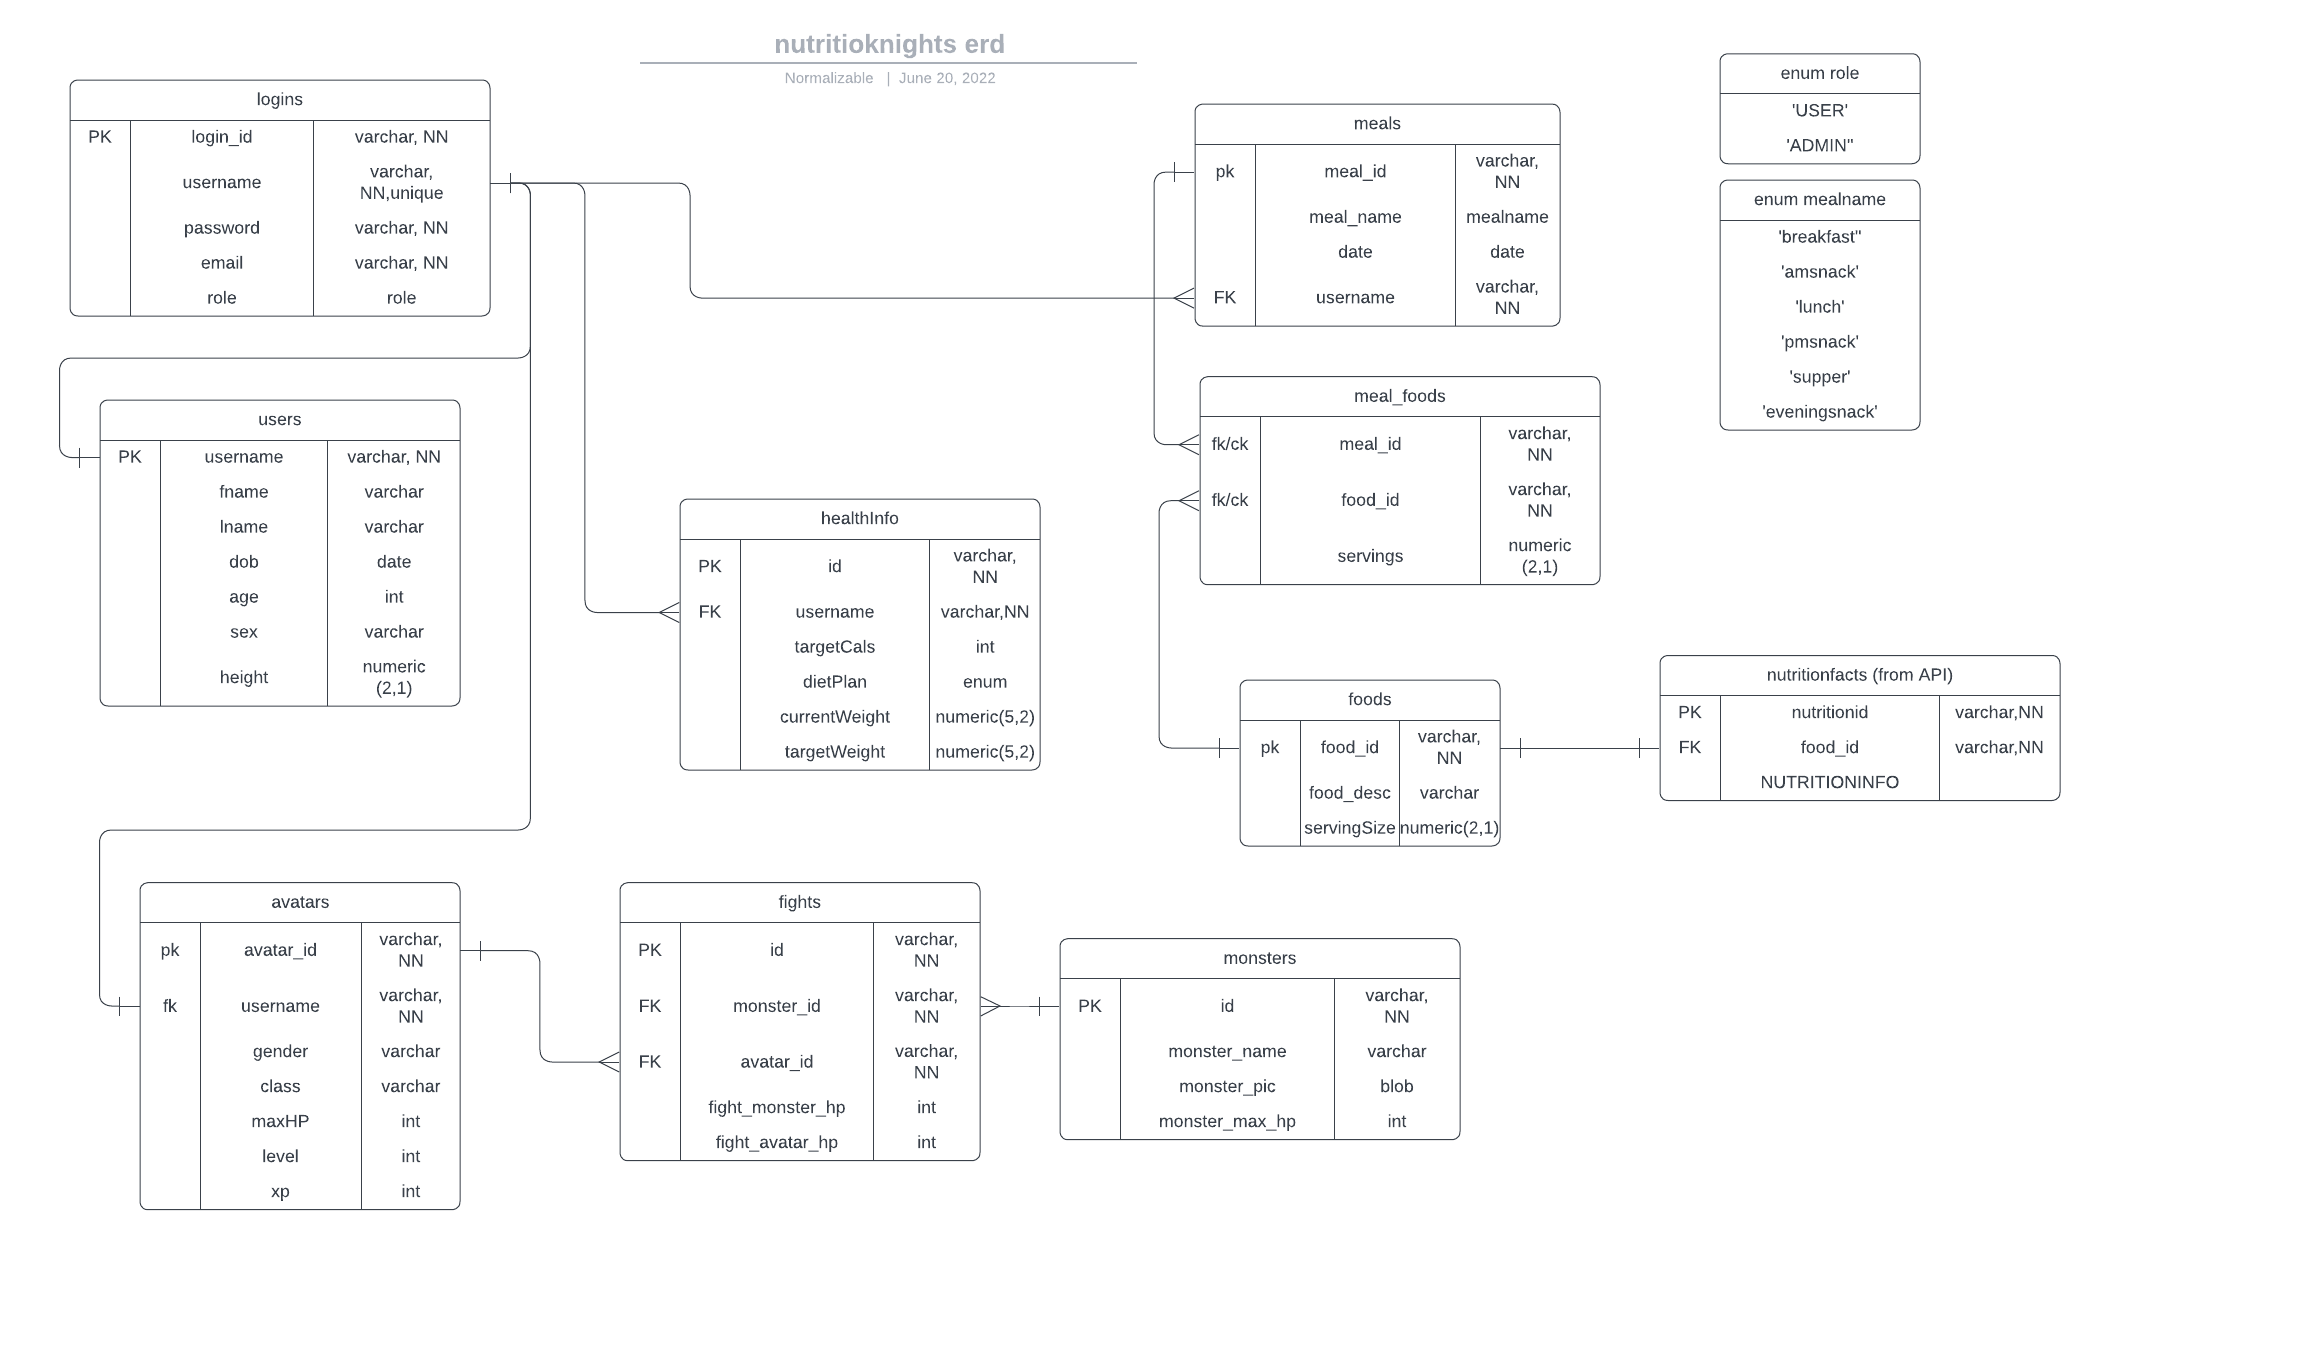 nutritioknights erd
Normalizable | June 20, 2022
logins
PK login_id varchar, NN
username varchar,
NN,unique
password varchar, NN
email varchar, NN
role role
users
PK username varchar, NN
fname varchar
lname varchar
dob date
age int
sex varchar
height numeric
(2,1)
healthInfo
PK id varchar,
NN
FK username varchar,NN
targetCals int
dietPlan enum
currentWeight numeric(5,2)
targetWeight numeric(5,2)
meals
pk meal_id varchar,
NN
meal_name mealname
date date
FK username varchar,
NN
meal_foods
fk/ck meal_id varchar,
NN
fk/ck food_id varchar,
NN
servings numeric
(2,1)
enum role
'USER'
'ADMIN"
enum mealname
'breakfast"
'amsnack'
'lunch'
'pmsnack'
'supper'
'eveningsnack'
foods
pk food_id varchar,
NN
food_desc varchar
servingSize numeric(2,1)
nutritionfacts (from API)
PK nutritionid varchar,NN
FK food_id varchar,NN
NUTRITIONINFO
avatars
pk avatar_id varchar,
NN
fk username varchar,
NN
gender varchar
class varchar
maxHP int
level int
xp int
fights
PK id varchar,
NN
FK monster_id varchar,
NN
FK avatar_id varchar,
NN
fight_monster_hp int
fight_avatar_hp int
monsters
PK id varchar,
NN
monster_name varchar
monster_pic blob
monster_max_hp int